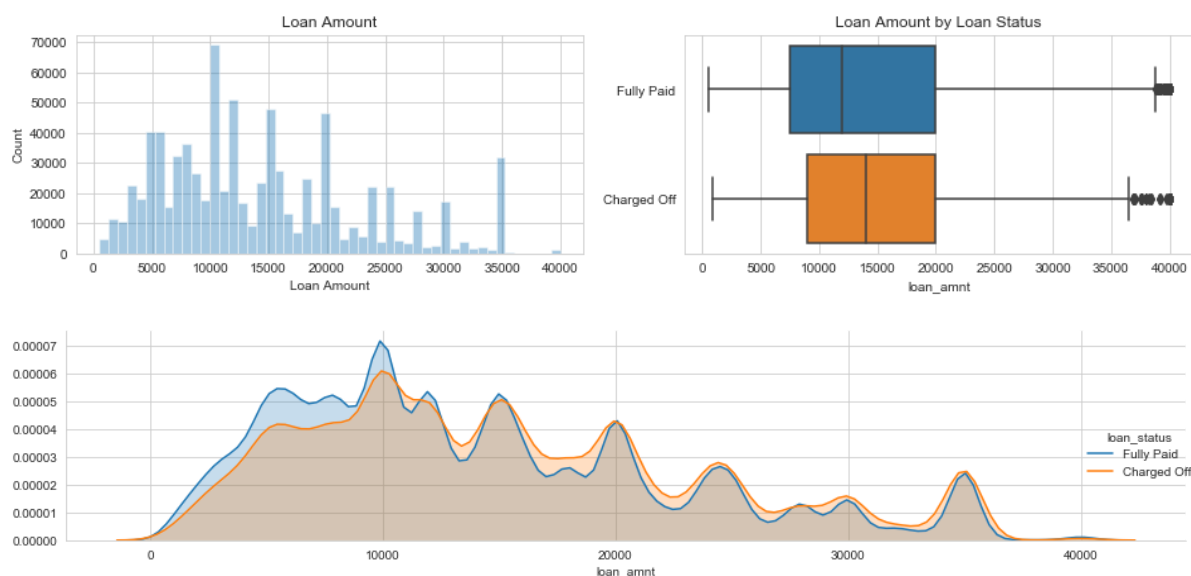 Loan Amount
70000
60000
50000
40000
30000
20000
10000
0
Count
0 5000 10000 15000 20000 25000 30000 35000 40000
Loan Amount
Loan Amount by Loan Status
Fully Paid
Charged Off
0 5000 10000 15000 20000 25000 30000 35000 40000
loan_amnt
0.00007
0.00006
0.00005
0.00004
0.00003
0.00002
0.00001
0.00000
loan_status
Fully Paid
Charged Off
0 10000 20000 30000 40000
loan_amnt